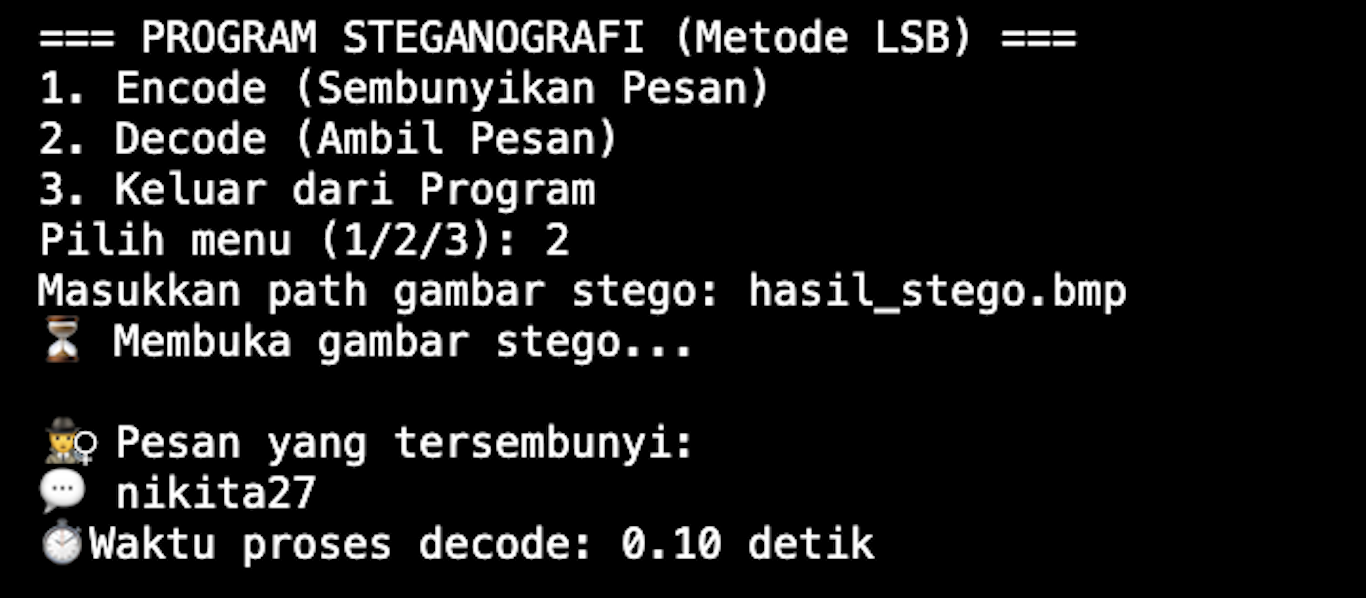 === PROGRAM STEGANOGRAFI (Metode LSB) ===
1. Encode (Sembunyikan Pesan)
2. Decode (Ambil Pesan)
3. Keluar dari Program
Pilih menu (1/2/3): 2
Masukkan path gambar stego: hasil_stego.bmp
⏳ Membuka gambar stego...
🕵️‍♀ Pesan yang tersembunyi:
💬 nikita27
⏱Waktu proses decode: 0.10 detik